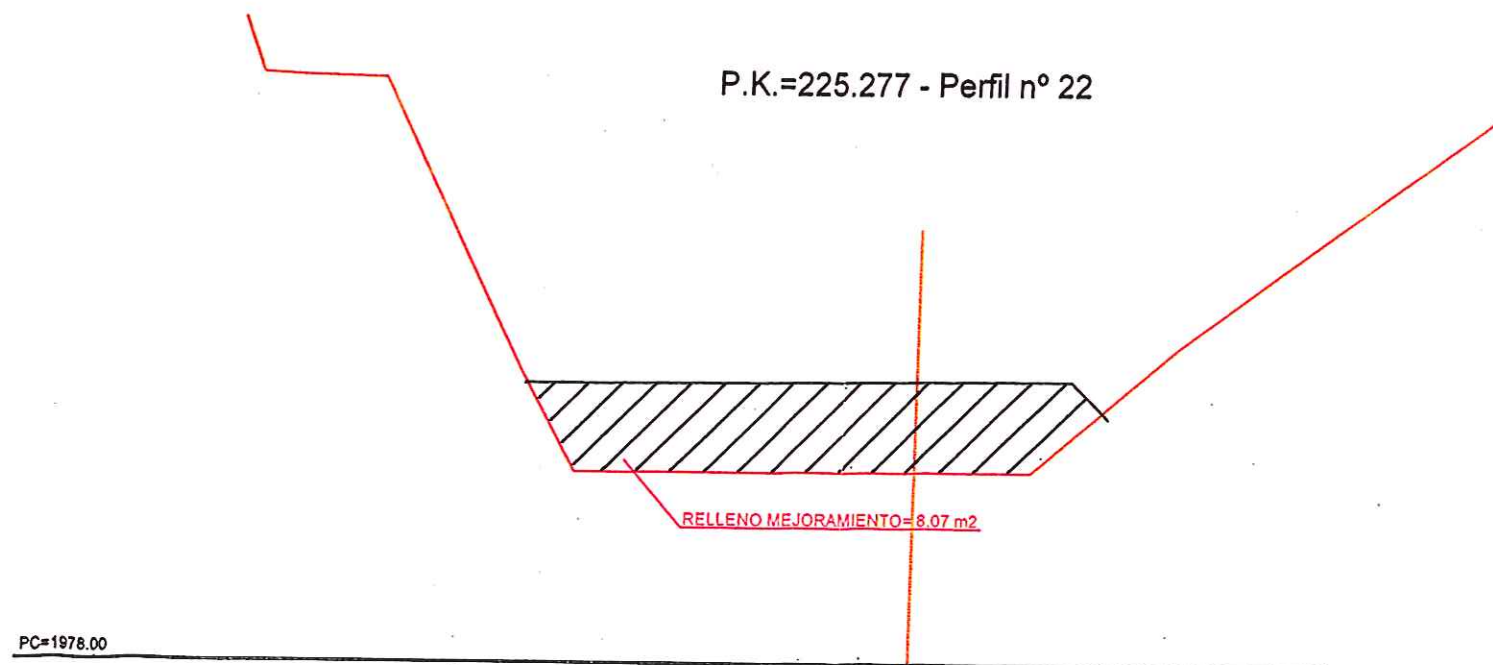 P.K.=225.277 - Perfil nº 22
RELLENO MEJORAMIENTO= 8.07 m2
PC=1978.00